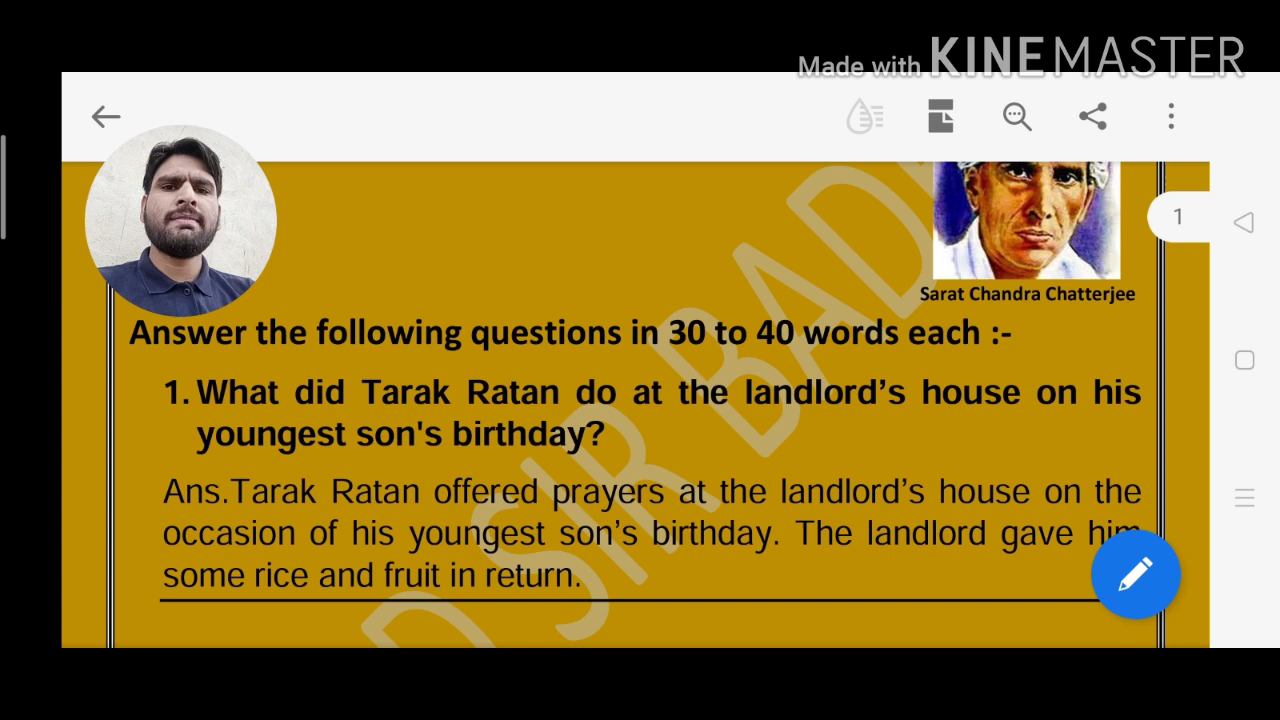 Made with KINEMASTER
1
Sarat Chandra Chatterjee
Answer the following questions in 30 to 40 words each :-
1. What did Tarak Ratan do at the landlord’s house on his
youngest son's birthday?
Ans.Tarak Ratan offered prayers at the landlord’s house on the
occasion of his youngest son’s birthday. The landlord gave him
some rice and fruit in return.
SIR